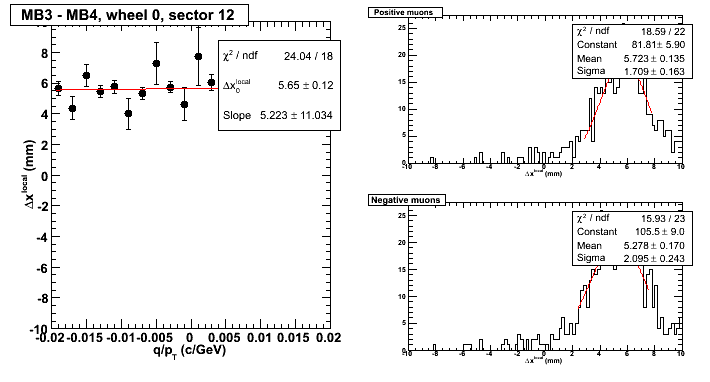 MB3 - MB4, wheel 0, sector 12
χ² / ndf 24.04 / 18
Δx₀^local 5.65 ± 0.12
Slope 5.223 ± 11.034
8
6
4
2
0
-2
-4
-6
-8
-10
Δx^local (mm)
-0.02 -0.015 -0.01 -0.005 0 0.005 0.01 0.015 0.02
q/p_T (c/GeV)
Positive muons
χ² / ndf 18.59 / 22
Constant 81.81 ± 5.90
Mean 5.723 ± 0.135
Sigma 1.709 ± 0.163
25
20
15
10
5
0
-10 -8 -6 -4 -2 0 2 4 6 8 10
Δx^local (mm)
Negative muons
χ² / ndf 15.93 / 23
Constant 105.5 ± 9.0
Mean 5.278 ± 0.170
Sigma 2.095 ± 0.243
25
20
15
10
5
0
-10 -8 -6 -4 -2 0 2 4 6 8 10
Δx^local (mm)